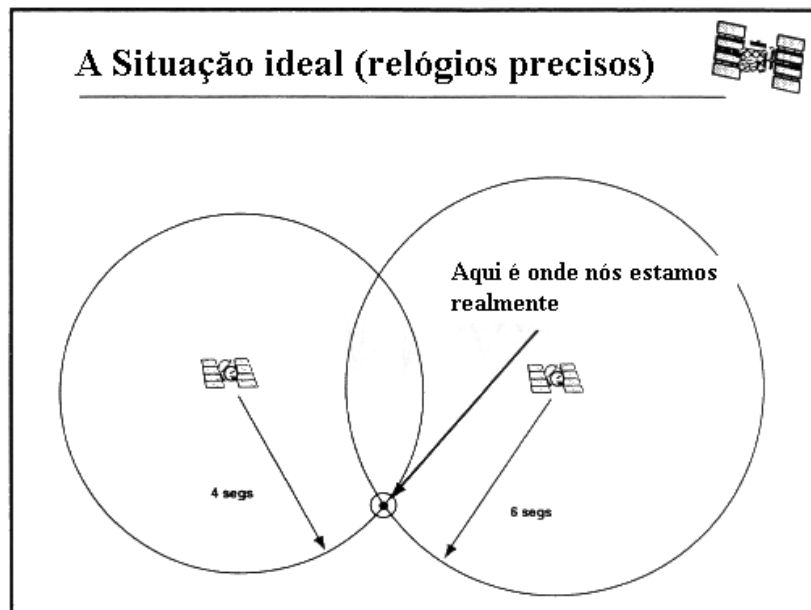 A Situação ideal (relógios precisos)
Aqui é onde nós estamos
realmente
4 segs
6 segs